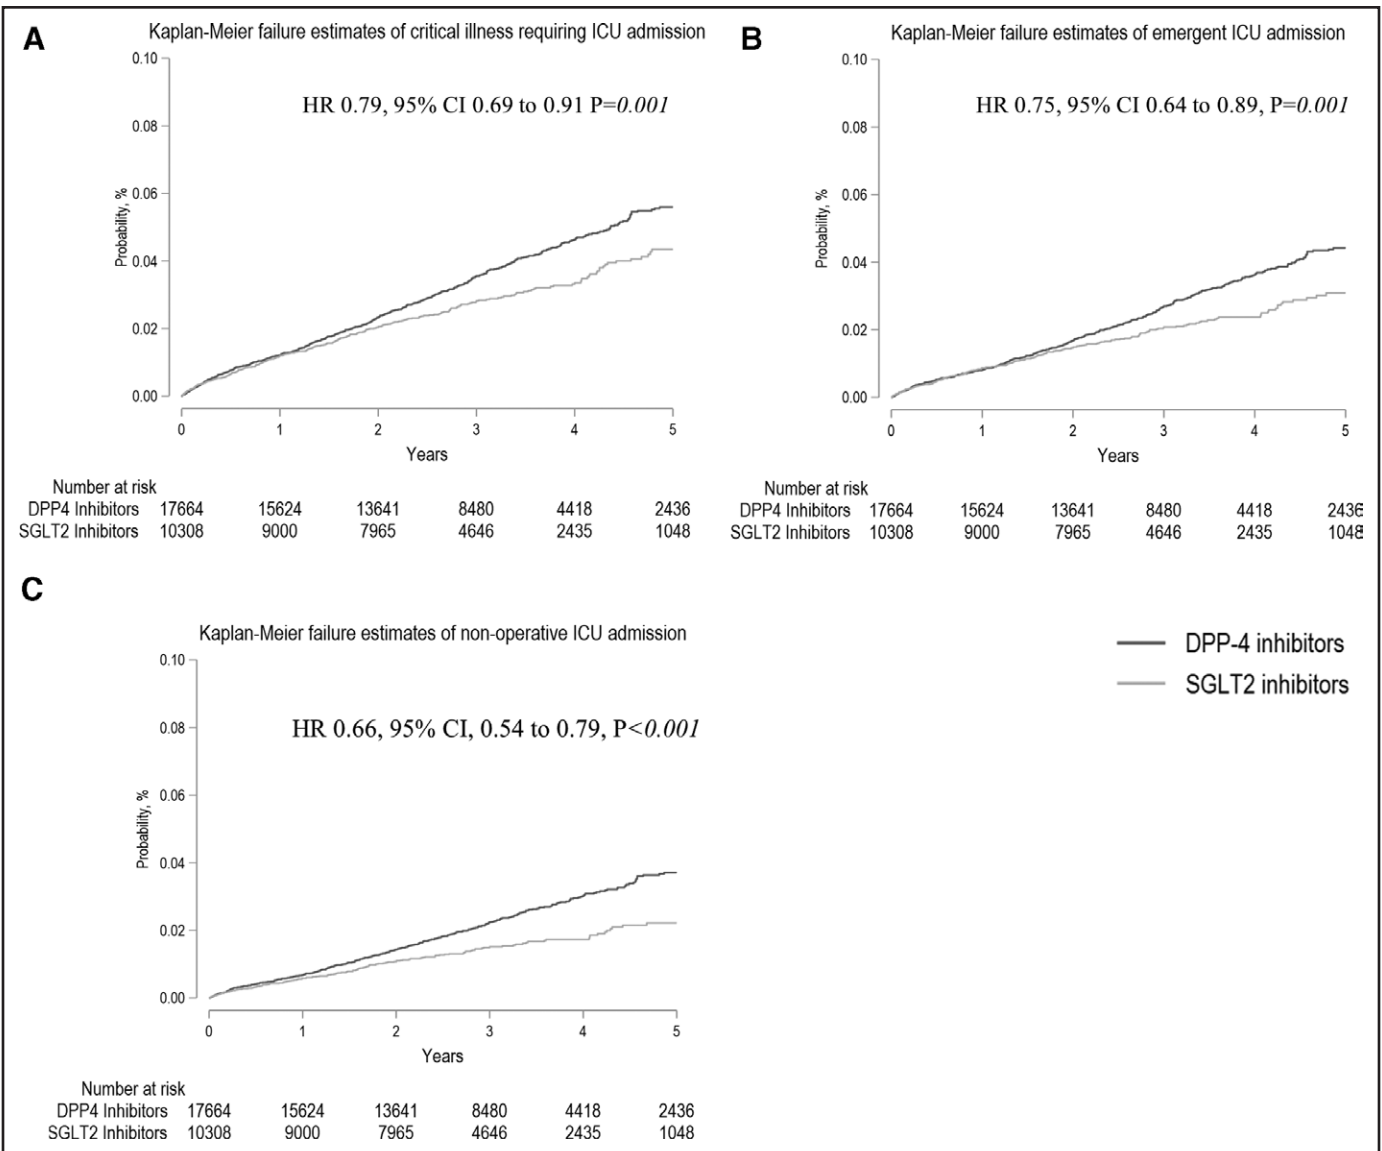 A
Kaplan-Meier failure estimates of critical illness requiring ICU admission
HR 0.79, 95% CI 0.69 to 0.91 P=0.001
Probability, %
0.10
0.08
0.06
0.04
0.02
0.00
0 1 2 3 4 5
Years
Number at risk
DPP4 Inhibitors 17664 15624 13641 8480 4418 2436
SGLT2 Inhibitors 10308 9000 7965 4646 2435 1048
B
Kaplan-Meier failure estimates of emergent ICU admission
HR 0.75, 95% CI 0.64 to 0.89, P=0.001
Probability, %
0.10
0.08
0.06
0.04
0.02
0.00
0 1 2 3 4 5
Years
Number at risk
DPP4 Inhibitors 17664 15624 13641 8480 4418 2436
SGLT2 Inhibitors 10308 9000 7965 4646 2435 1048
C
Kaplan-Meier failure estimates of non-operative ICU admission
HR 0.66, 95% CI, 0.54 to 0.79, P<0.001
Probability, %
0.10
0.08
0.06
0.04
0.02
0.00
0 1 2 3 4 5
Years
Number at risk
DPP4 Inhibitors 17664 15624 13641 8480 4418 2436
SGLT2 Inhibitors 10308 9000 7965 4646 2435 1048
DPP-4 inhibitors
SGLT2 inhibitors